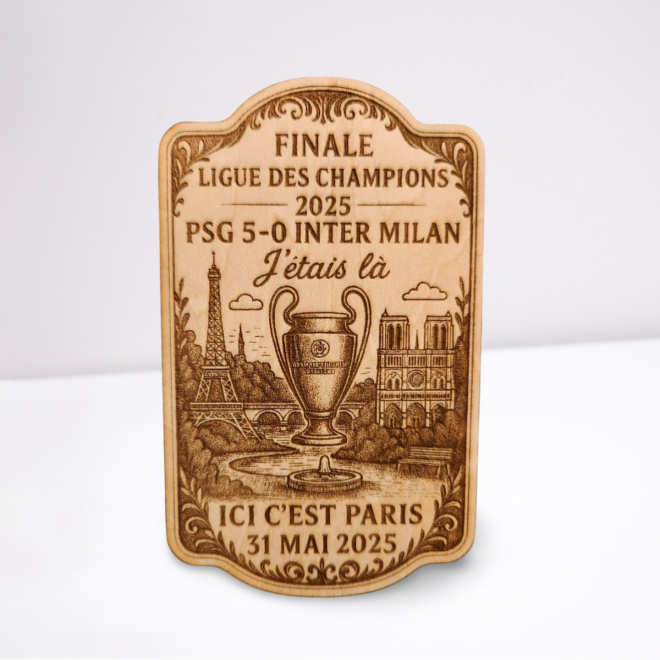 FINALE
LIGUE DES CHAMPIONS
2025
PSG 5-0 INTER MILAN
J'étais là
ICI C'EST PARIS
31 MAI 2025